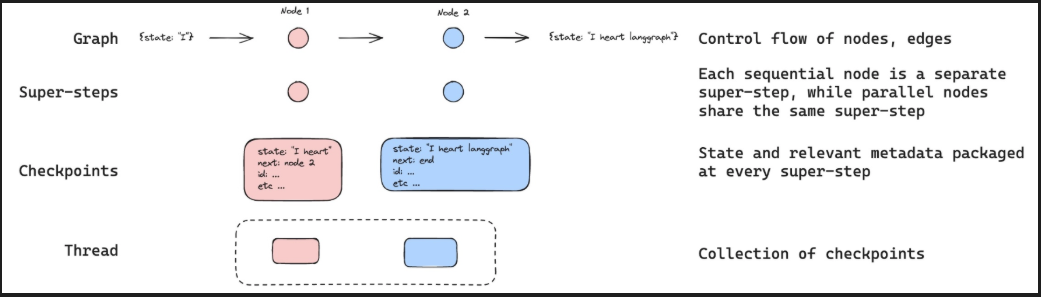 Node 1
Node 2
Graph
{state: "I"}
{state: "I heart langgraph"}
Control flow of nodes, edges
Super-steps
Each sequential node is a separate
super-step, while parallel nodes
share the same super-step
Checkpoints
state: "I heart"
next: node 2
id: ...
etc ...
state: "I heart langgraph"
next: end
id: ...
etc ...
State and relevant metadata packaged
at every super-step
Thread
Collection of checkpoints